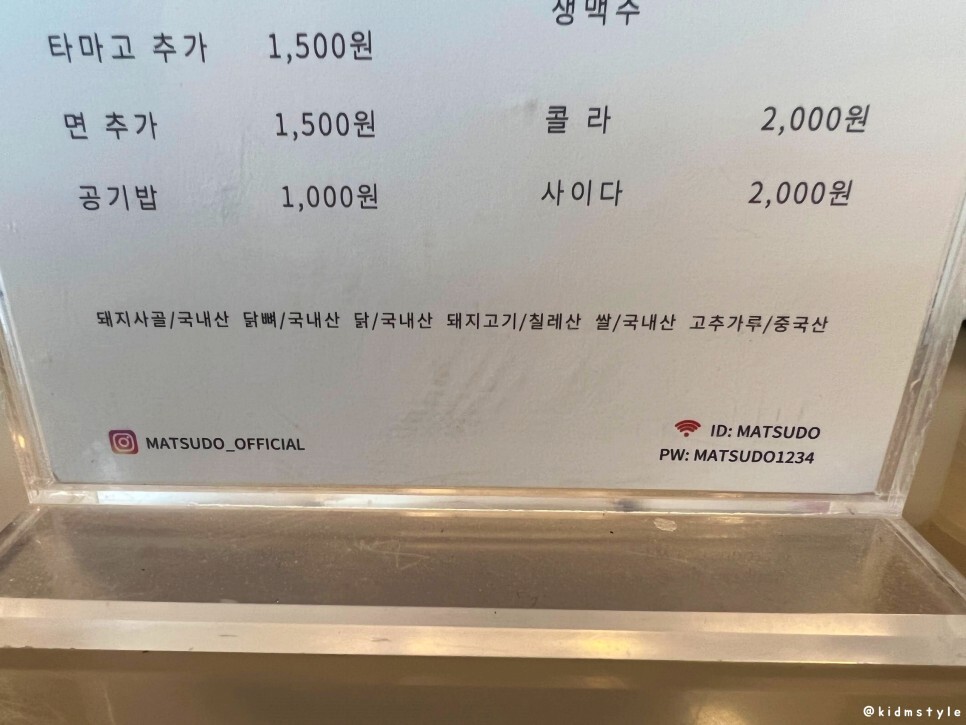 생맥주
타마고 추가 1,500원
면 추가 1,500원
콜 라 2,000원
공기밥 1,000원
사이다 2,000원
돼지사골/국내산 닭뼈/국내산 닭/국내산 돼지고기/칠레산 쌀/국내산 고추가루/중국산
MATSUDO_OFFICIAL
ID: MATSUDO
PW: MATSUDO1234
@kidmstyle